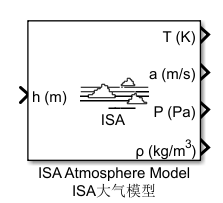 T (K)
a (m/s)
h (m)
P (Pa)
ISA
ρ (kg/m³)
ISA Atmosphere Model
ISA大气模型